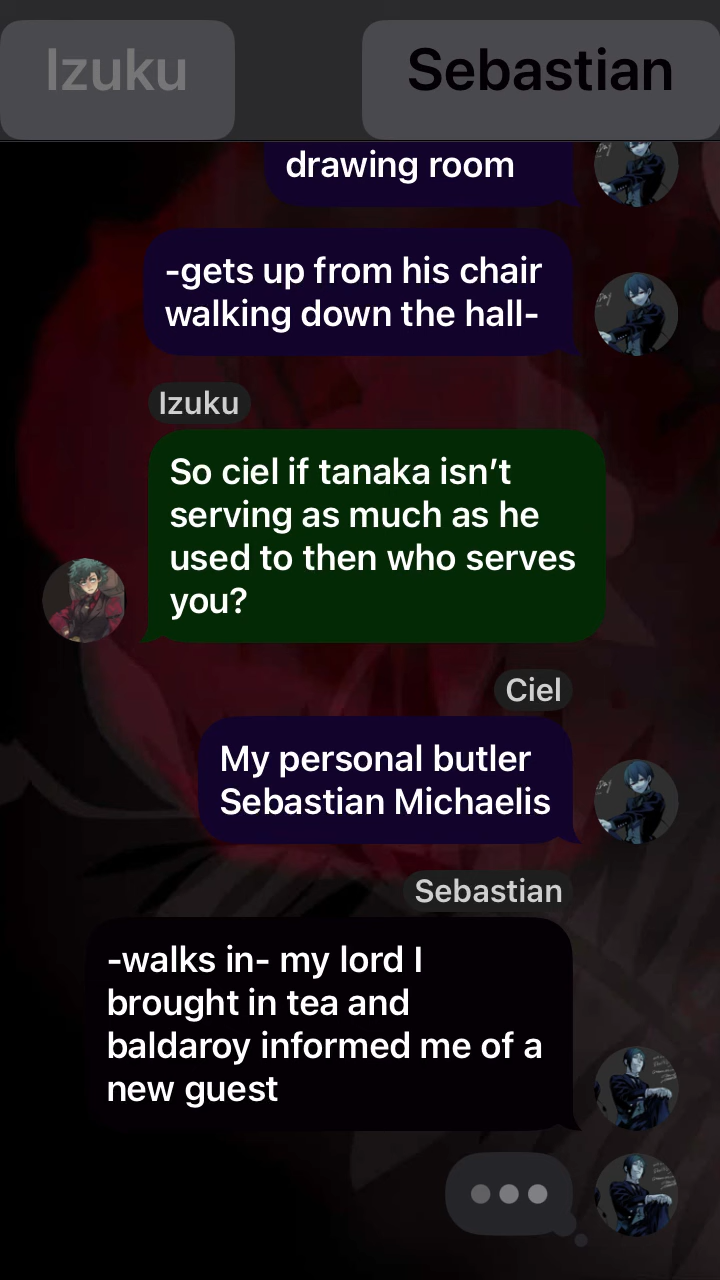 Izuku
Sebastian
drawing room
-gets up from his chair
walking down the hall-
Izuku
So ciel if tanaka isn’t
serving as much as he
used to then who serves
you?
Ciel
My personal butler
Sebastian Michaelis
Sebastian
-walks in- my lord I
brought in tea and
baldaroy informed me of a
new guest